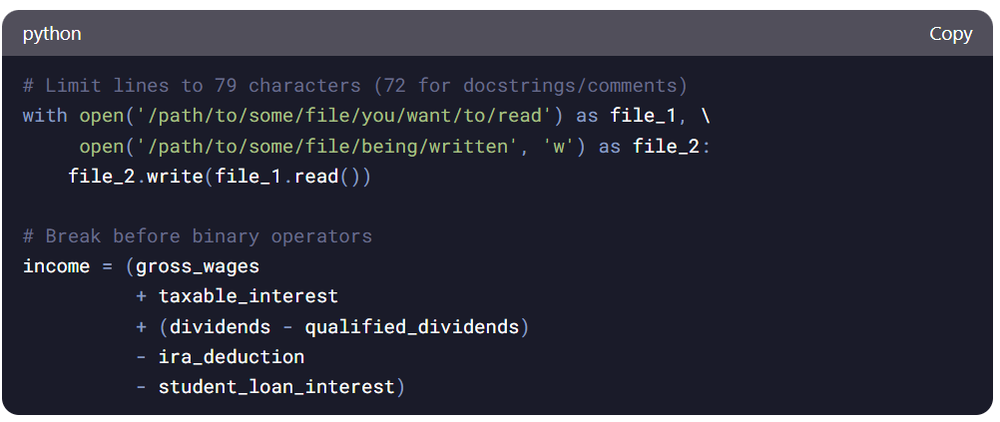 python
Copy
# Limit lines to 79 characters (72 for docstrings/comments)
with open('/path/to/some/file/you/want/to/read') as file_1, \
     open('/path/to/some/file/being/written', 'w') as file_2:
    file_2.write(file_1.read())

# Break before binary operators
income = (gross_wages
          + taxable_interest
          + (dividends - qualified_dividends)
          - ira_deduction
          - student_loan_interest)